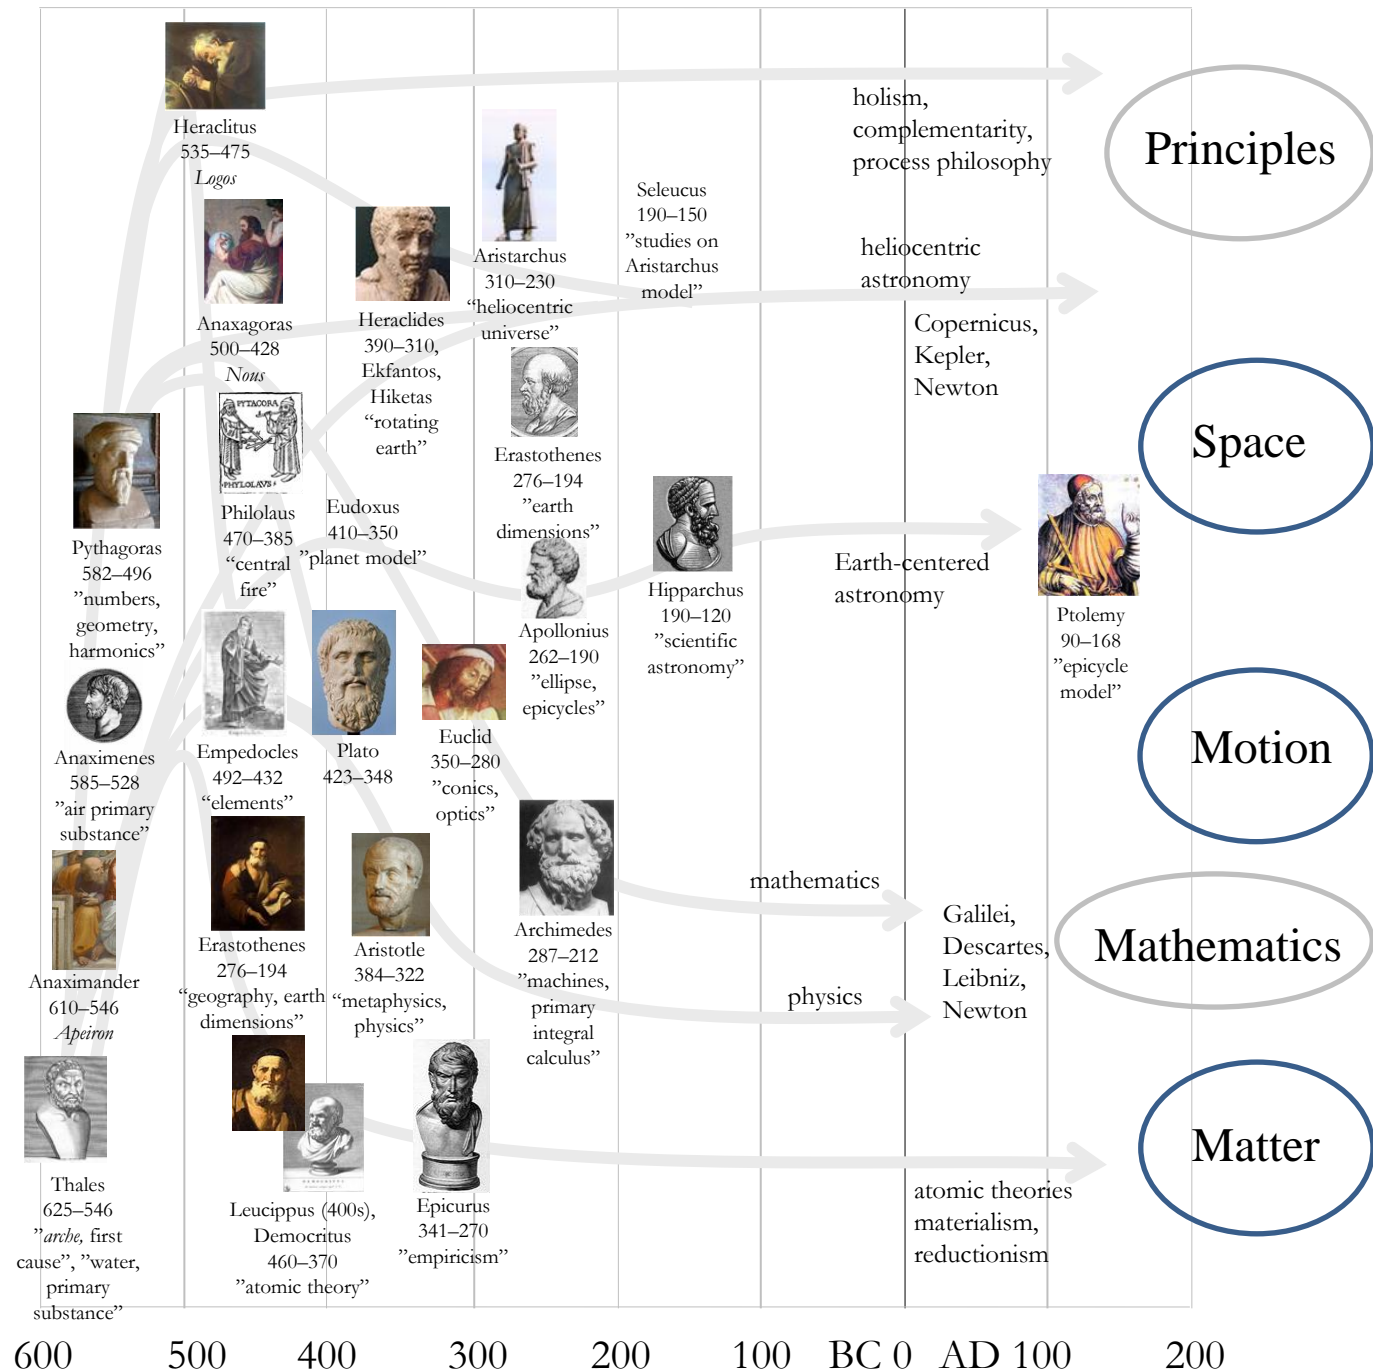 Heraclitus
535–475
Logos
holism,
complementarity,
process philosophy
Principles
Seleucus
190–150
”studies on
Aristarchus
model”
Aristarchus
310–230
“heliocentric
universe”
heliocentric
astronomy
Copernicus,
Kepler,
Newton
Anaxagoras
500–428
Nous
Heraclides
390–310,
Ekfantos,
Hiketas
“rotating
earth”
PYTACORA
PHYLOLAVS
Space
Erastothenes
276–194
”earth
dimensions”
Philolaus
470–385
“central
fire”
Eudoxus
410–350
”planet model”
Pythagoras
582–496
”numbers,
geometry,
harmonics”
Earth-centered
astronomy
Hipparchus
190–120
”scientific
astronomy”
Ptolemy
90–168
”epicycle
model”
Apollonius
262–190
”ellipse,
epicycles”
Motion
Anaximenes
585–528
”air primary
substance”
Empedocles
492–432
“elements”
Plato
423–348
Euclid
350–280
”conics,
optics”
mathematics
Galilei,
Descartes,
Leibniz,
Newton
Mathematics
Archimedes
287–212
”machines,
primary
integral
calculus”
Erastothenes
276–194
“geography, earth
dimensions”
Aristotle
384–322
“metaphysics,
physics”
physics
Anaximander
610–546
Apeiron
Matter
Thales
625–546
”arche, first
cause”, ”water,
primary
substance”
Leucippus (400s),
Democritus
460–370
”atomic theory”
Epicurus
341–270
”empiricism”
atomic theories
materialism,
reductionism
600 500 400 300 200 100 BC 0 AD 100 200